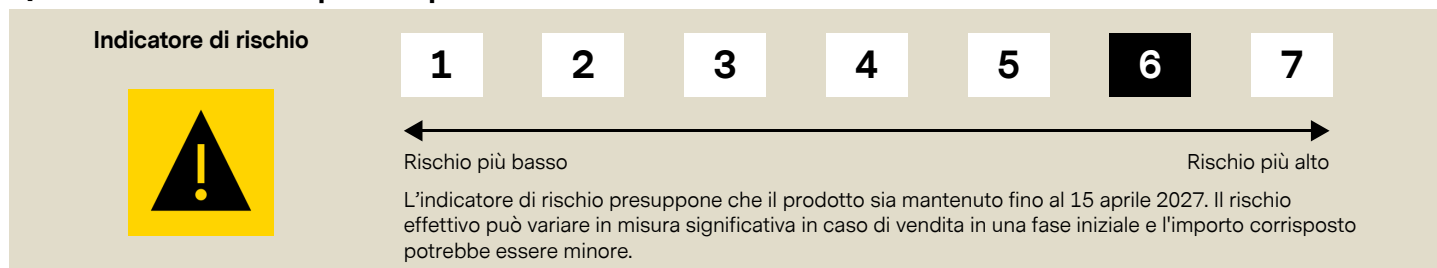 Indicatore di rischio
1 2 3 4 5 6 7
Rischio più basso Rischio più alto
L'indicatore di rischio presuppone che il prodotto sia mantenuto fino al 15 aprile 2027. Il rischio
effettivo può variare in misura significativa in caso di vendita in una fase iniziale e l'importo corrisposto
potrebbe essere minore.